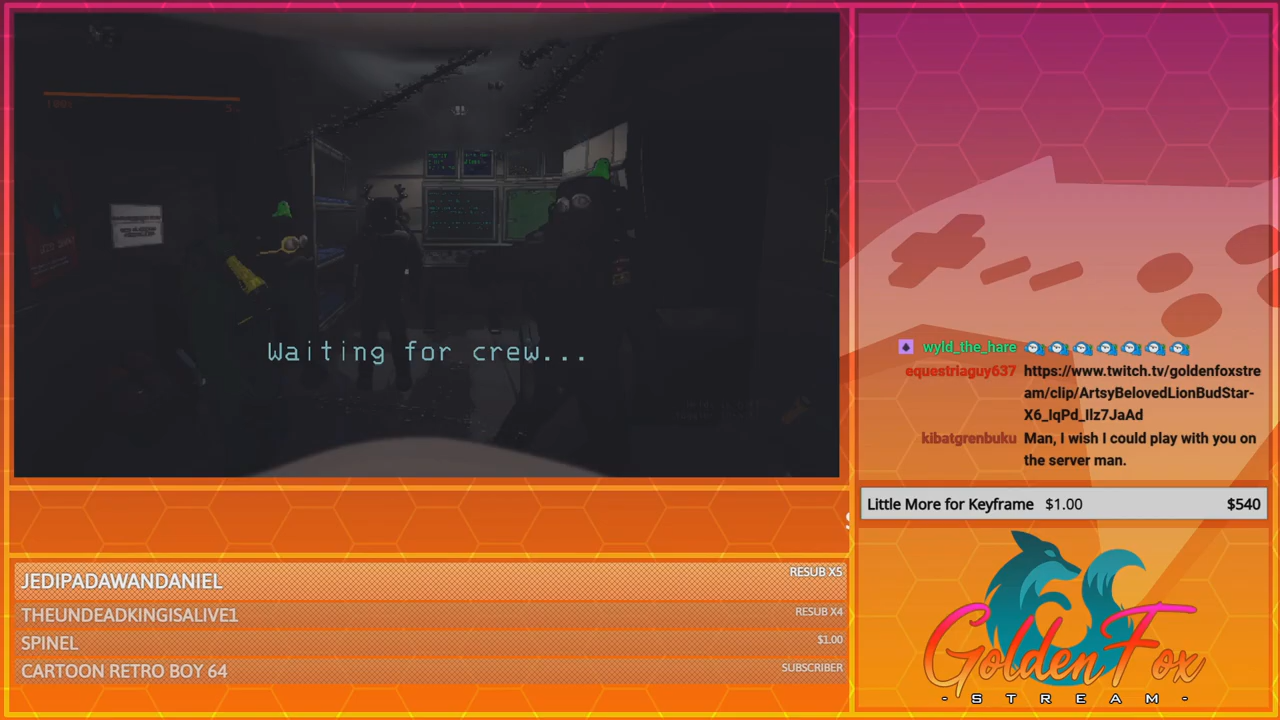 Waiting for crew...
wyld_the_hare
equestriaguy637 https://www.twitch.tv/goldenfoxstre
am/clip/ArtsyBelovedLionBudStar-
X6_IqPd_Ilz7JaAd
kibatgrenbuku Man, I wish I could play with you on
the server man.
Little More for Keyframe $1.00 $540
JEDIPADAWANDANIEL RESUB X5
THEUNDEADKINGISALIVE1 RESUB X4
SPINEL $1.00
CARTOON RETRO BOY 64 SUBSCRIBER
Golden Fox
- S T R E A M -